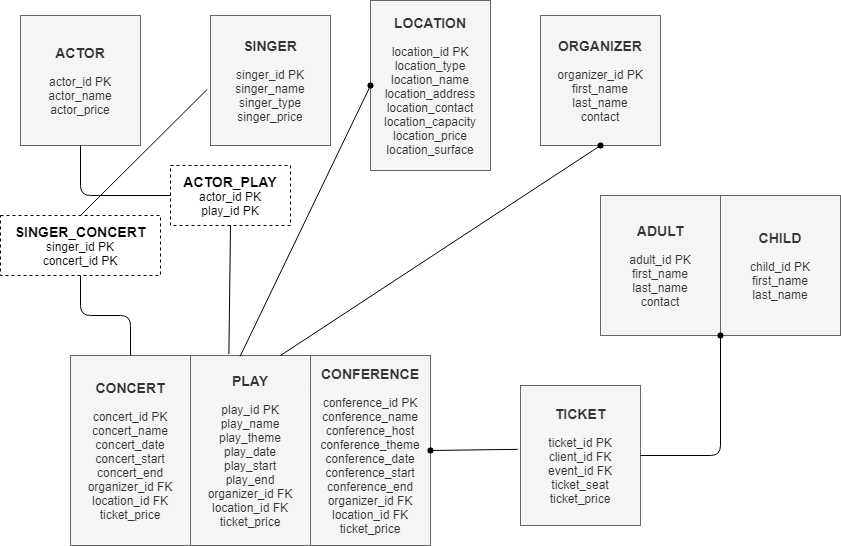 ACTOR
actor_id PK
actor_name
actor_price
SINGER
singer_id PK
singer_name
singer_type
singer_price
LOCATION
location_id PK
location_type
location_name
location_address
location_contact
location_capacity
location_price
location_surface
ORGANIZER
organizer_id PK
first_name
last_name
contact
ACTOR_PLAY
actor_id PK
play_id PK
SINGER_CONCERT
singer_id PK
concert_id PK
ADULT
adult_id PK
first_name
last_name
contact
CHILD
child_id PK
first_name
last_name
CONCERT
concert_id PK
concert_name
concert_date
concert_start
concert_end
organizer_id FK
location_id FK
ticket_price
PLAY
play_id PK
play_name
play_theme
play_date
play_start
play_end
organizer_id FK
location_id FK
ticket_price
CONFERENCE
conference_id PK
conference_name
conference_host
conference_theme
conference_date
conference_start
conference_end
organizer_id FK
location_id FK
ticket_price
TICKET
ticket_id PK
client_id FK
event_id FK
ticket_seat
ticket_price